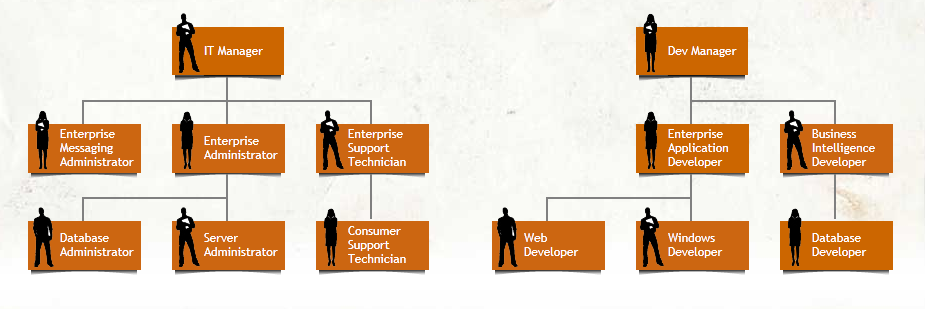 IT Manager
Dev Manager
Enterprise
Messaging
Administrator
Enterprise
Administrator
Enterprise
Support
Technician
Enterprise
Application
Developer
Business
Intelligence
Developer
Database
Administrator
Server
Administrator
Consumer
Support
Technician
Web
Developer
Windows
Developer
Database
Developer